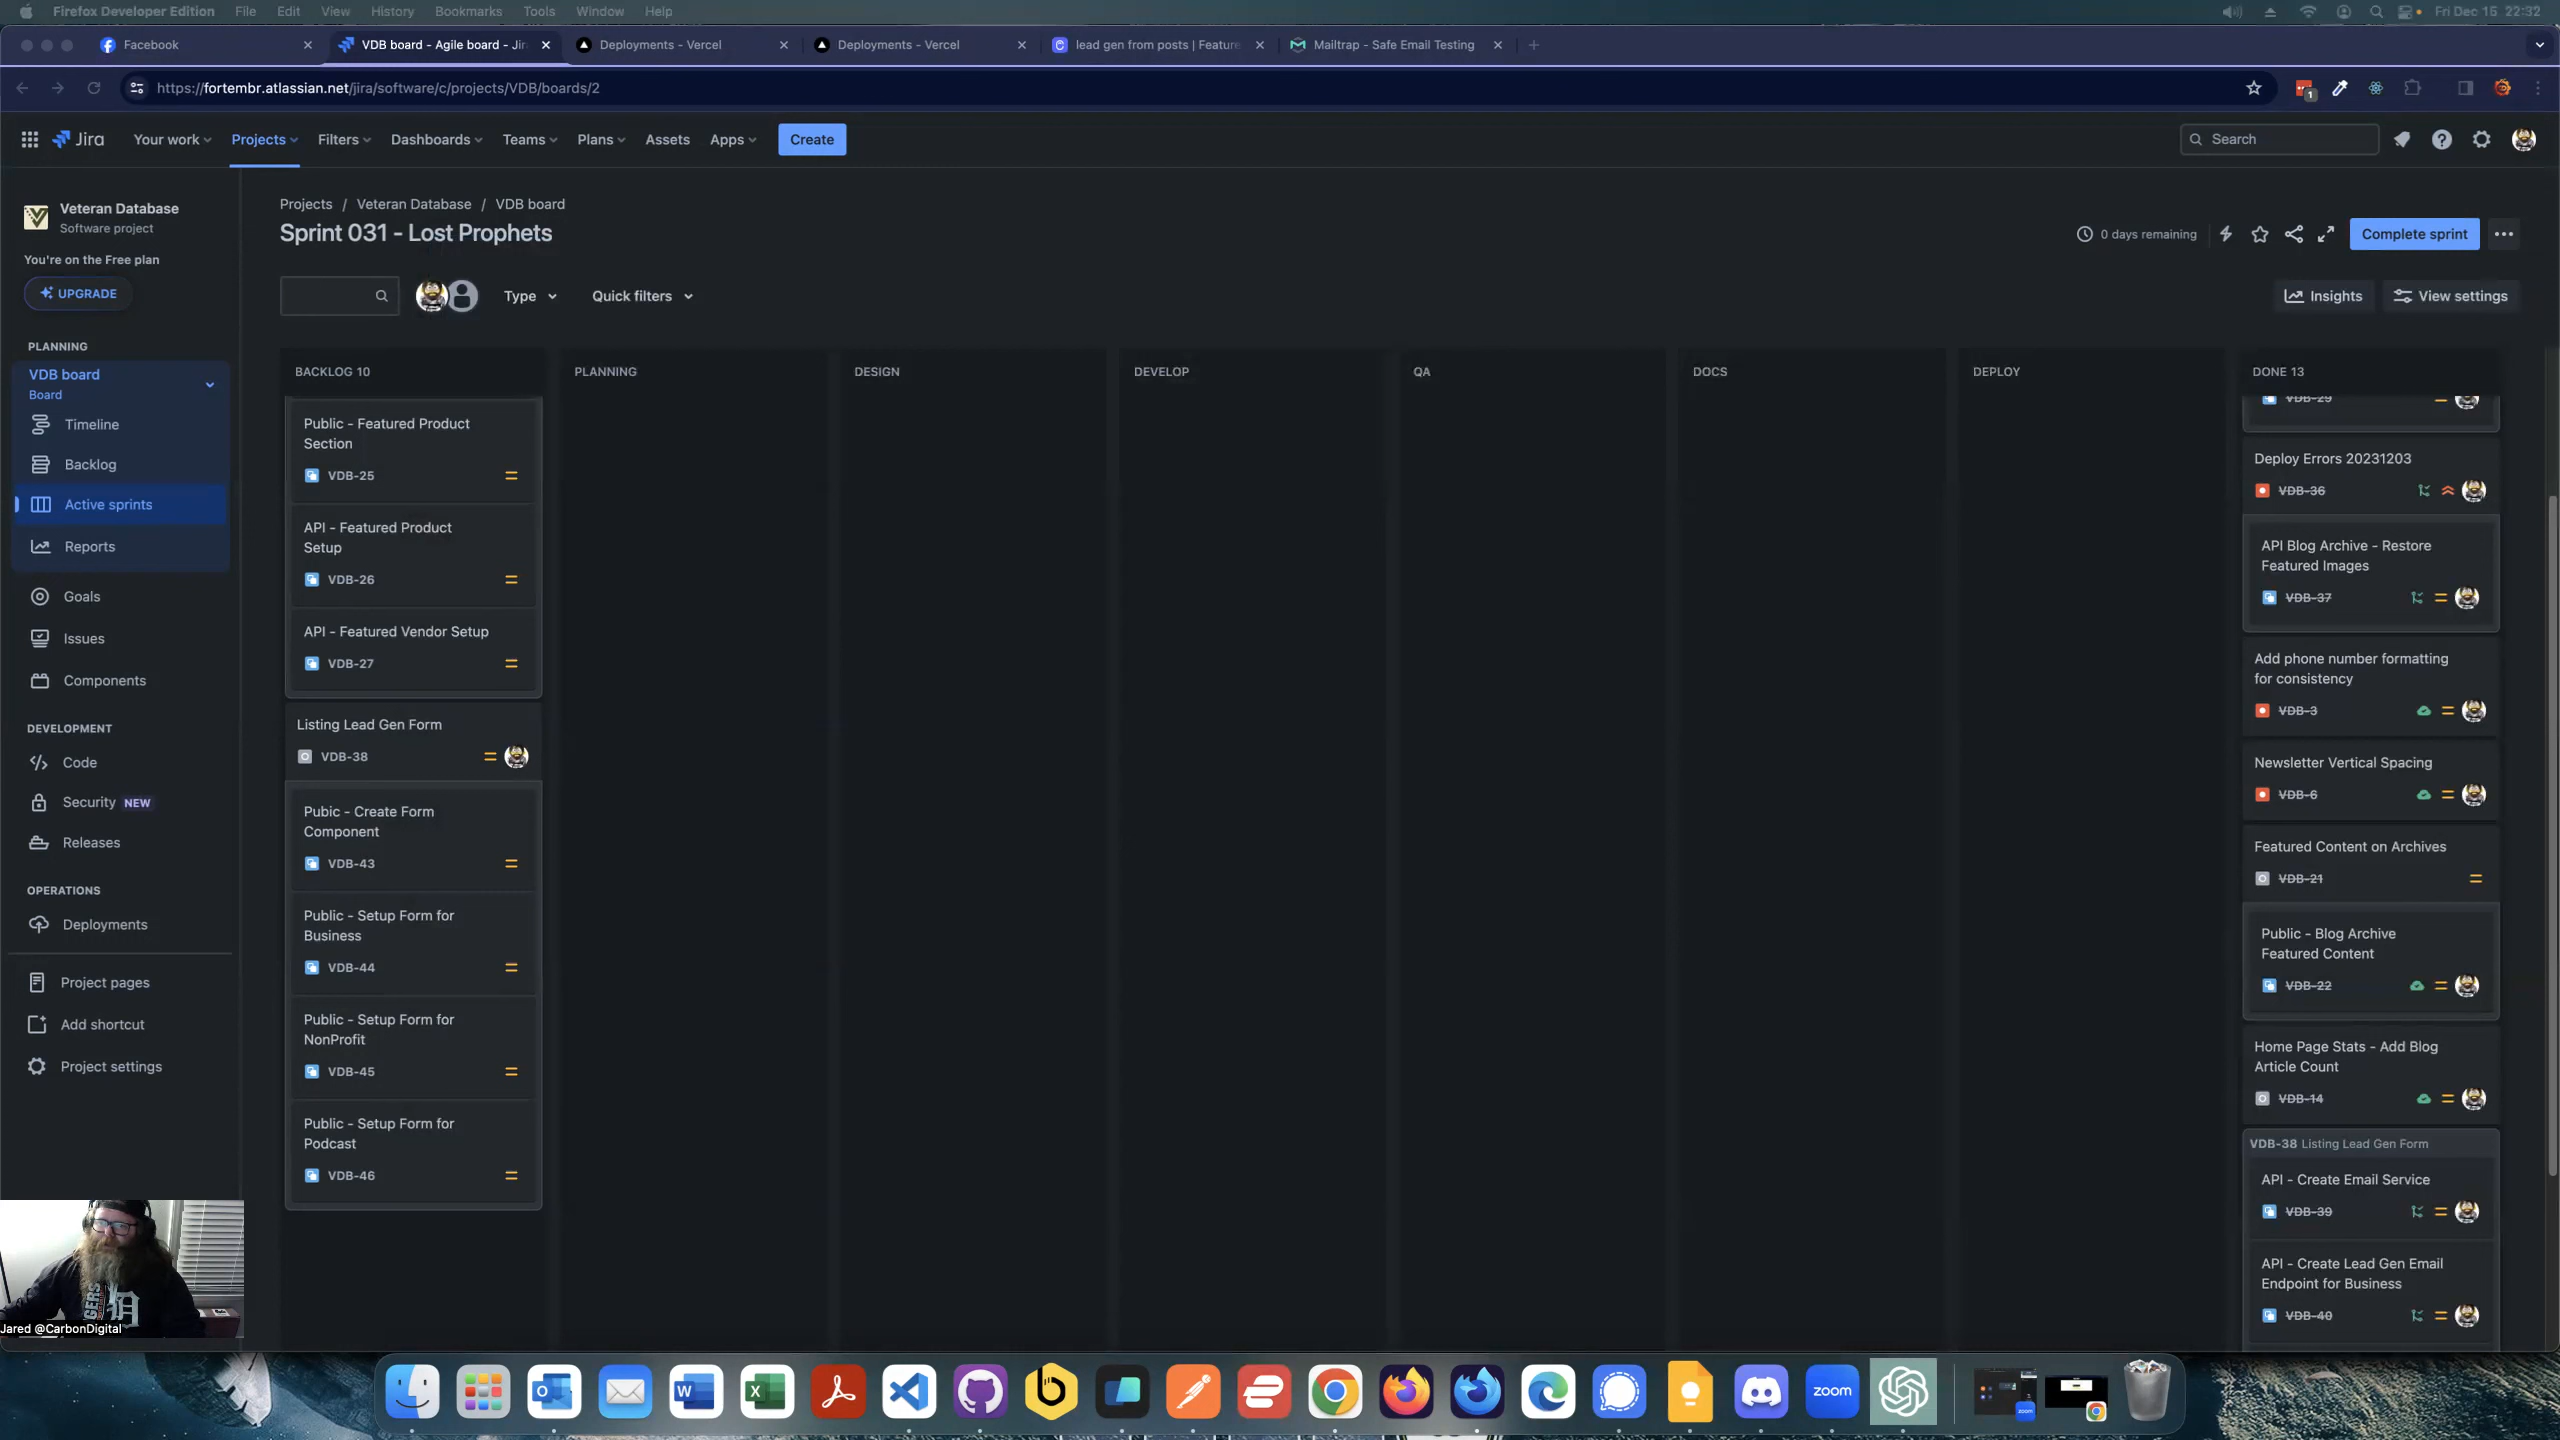 Firefox Developer Edition File Edit View History Bookmarks Tools Window Help Fri Dec 15 22:32
Facebook VDB board - Agile board - Jir Deployments - Vercel Deployments - Vercel lead gen from posts | Feature Mailtrap - Safe Email Testing
https://fortembr.atlassian.net/jira/software/c/projects/VDB/boards/2
1
Jira Your work Projects Filters Dashboards Teams Plans Assets Apps Create Search
Veteran Database
Software project
You're on the Free plan
UPGRADE
PLANNING
VDB board
Board
Timeline
Backlog
Active sprints
Reports
Goals
Issues
Components
DEVELOPMENT
Code
Security NEW
Releases
OPERATIONS
Deployments
Project pages
Add shortcut
Project settings
Projects / Veteran Database / VDB board
Sprint 031 - Lost Prophets
0 days remaining Complete sprint
Type Quick filters Insights View settings
BACKLOG 10
Public - Featured Product
Section
VDB-25
API - Featured Product
Setup
VDB-26
API - Featured Vendor Setup
VDB-27
Listing Lead Gen Form
VDB-38
Pubic - Create Form
Component
VDB-43
Public - Setup Form for
Business
VDB-44
Public - Setup Form for
NonProfit
VDB-45
Public - Setup Form for
Podcast
VDB-46
PLANNING
DESIGN
DEVELOP
QA
DOCS
DEPLOY
DONE 13
VDB-29
Deploy Errors 20231203
VDB-36
API Blog Archive - Restore
Featured Images
VDB-37
Add phone number formatting
for consistency
VDB-3
Newsletter Vertical Spacing
VDB-6
Featured Content on Archives
VDB-21
Public - Blog Archive
Featured Content
VDB-22
Home Page Stats - Add Blog
Article Count
VDB-14
VDB-38 Listing Lead Gen Form
API - Create Email Service
VDB-39
API - Create Lead Gen Email
Endpoint for Business
VDB-40
Jared @CarbonDigital
zoom
zoom